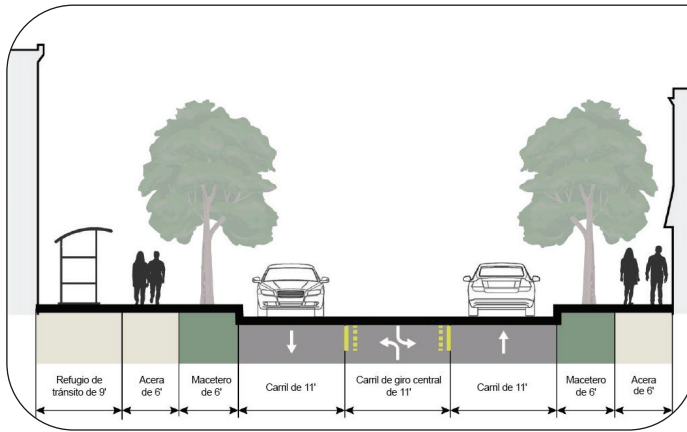 Refugio de
tránsito de 9'
Acera
de 6'
Macetero
de 6'
Carril de 11'
Carril de giro central
de 11'
Carril de 11'
Macetero
de 6'
Acera
de 6'